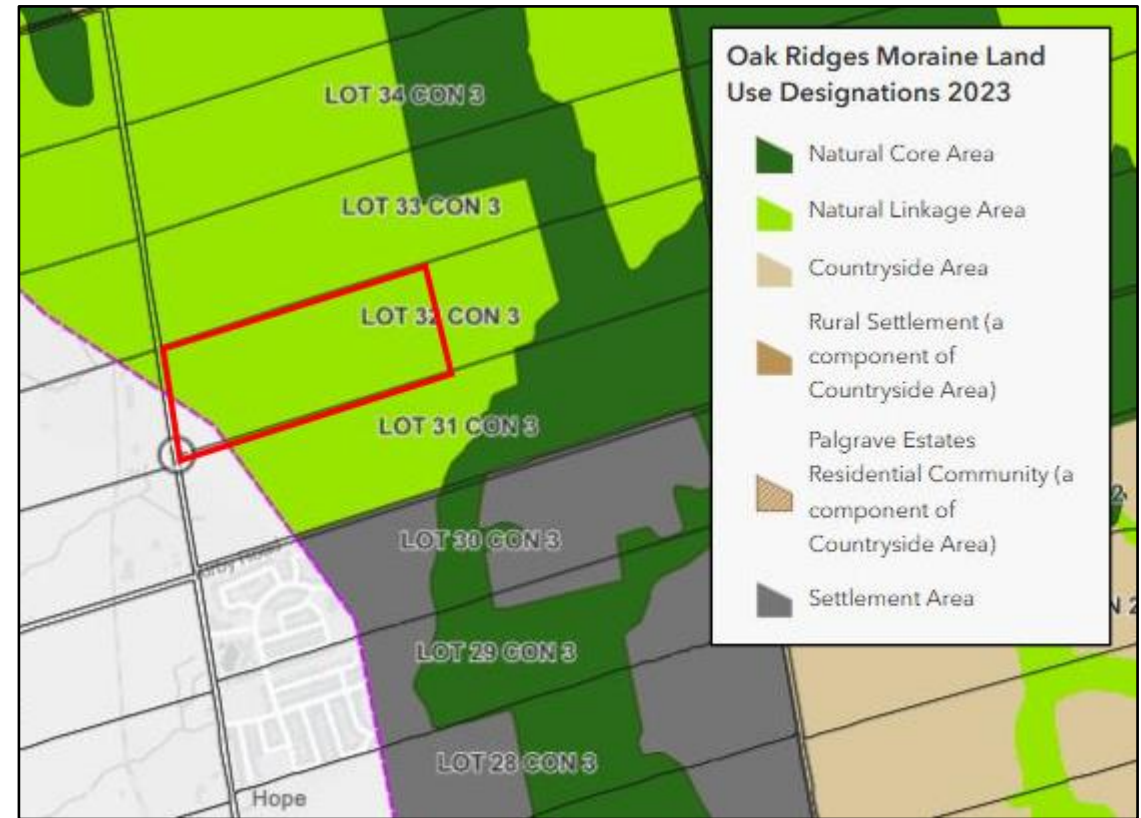 Oak Ridges Moraine Land
Use Designations 2023
Natural Core Area
Natural Linkage Area
Countryside Area
Rural Settlement (a
component of
Countryside Area)
Palgrave Estates
Residential Community (a
component of
Countryside Area)
Settlement Area
LOT 34 CON 3
LOT 33 CON 3
LOT 32 CON 3
LOT 31 CON 3
LOT 30 CON 3
LOT 29 CON 3
LOT 28 CON 3
Hope